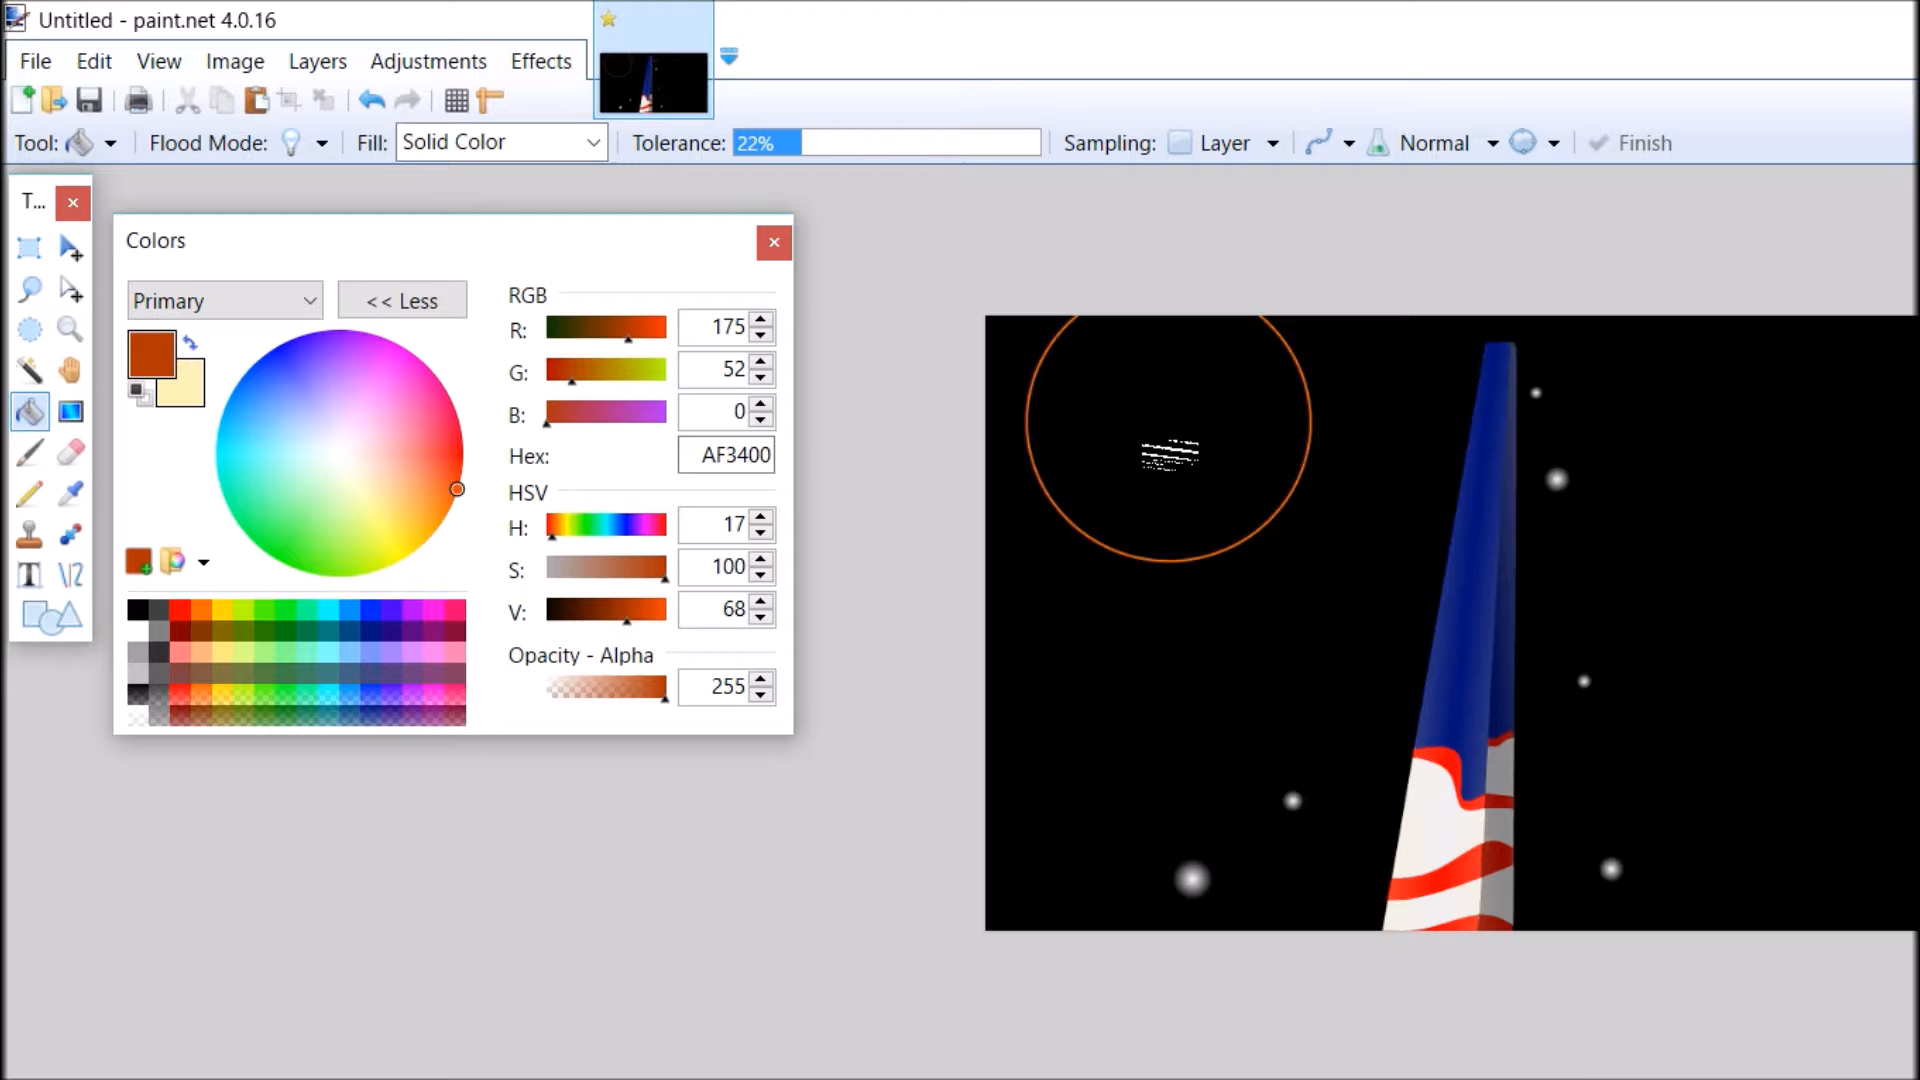 Untitled - paint.net 4.0.16
File Edit View Image Layers Adjustments Effects
Tool: Flood Mode: Fill: Solid Color Tolerance: 22% Sampling: Layer Normal Finish
T...
Colors
Primary << Less
RGB
R: 175
G: 52
B: 0
Hex: AF3400
HSV
H: 17
S: 100
V: 68
Opacity - Alpha
255